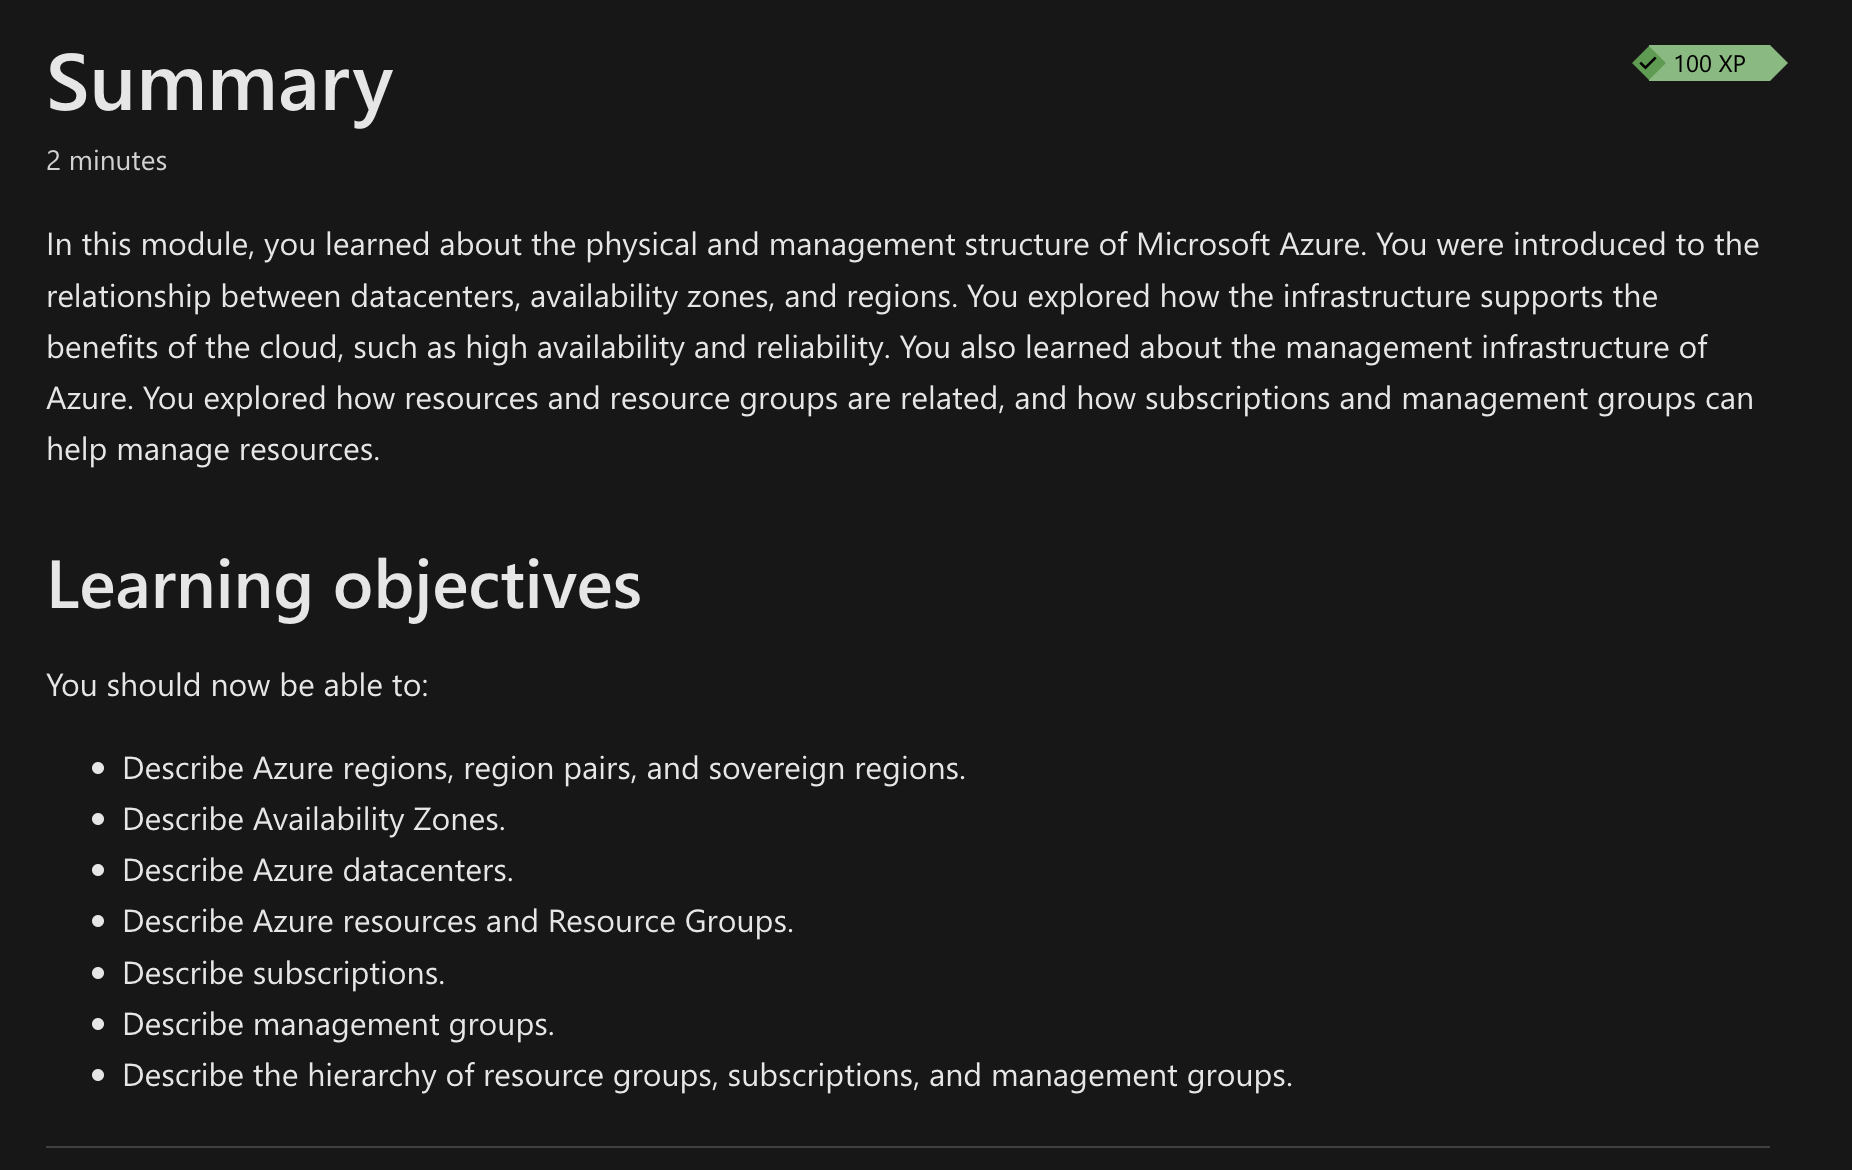 Summary
100 XP
2 minutes
In this module, you learned about the physical and management structure of Microsoft Azure. You were introduced to the
relationship between datacenters, availability zones, and regions. You explored how the infrastructure supports the
benefits of the cloud, such as high availability and reliability. You also learned about the management infrastructure of
Azure. You explored how resources and resource groups are related, and how subscriptions and management groups can
help manage resources.
Learning objectives
You should now be able to:
• Describe Azure regions, region pairs, and sovereign regions.
• Describe Availability Zones.
• Describe Azure datacenters.
• Describe Azure resources and Resource Groups.
• Describe subscriptions.
• Describe management groups.
• Describe the hierarchy of resource groups, subscriptions, and management groups.